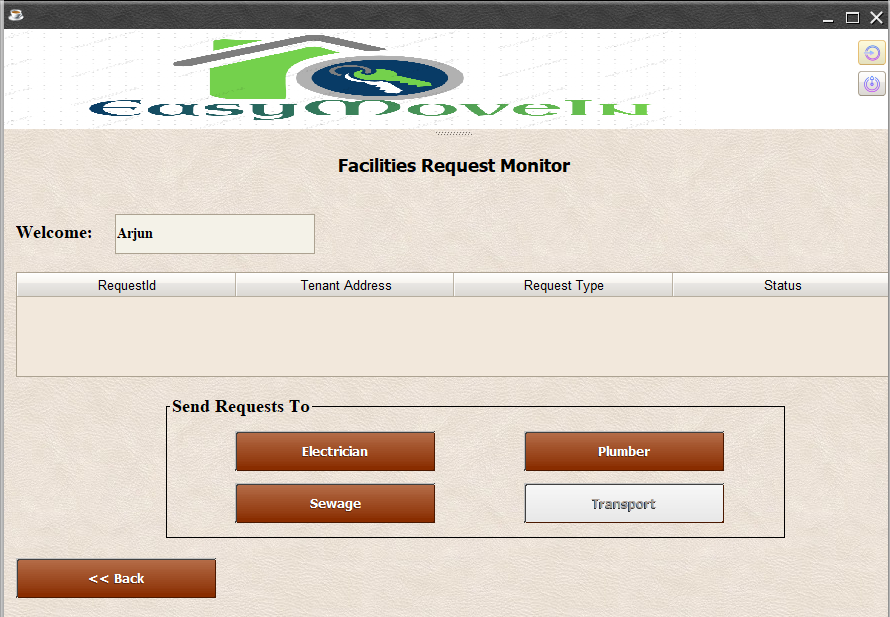 EasyMoveIn
Facilities Request Monitor
Welcome: Arjun
RequestId Tenant Address Request Type Status
Send Requests To
Electrician Plumber
Sewage Transport
<< Back